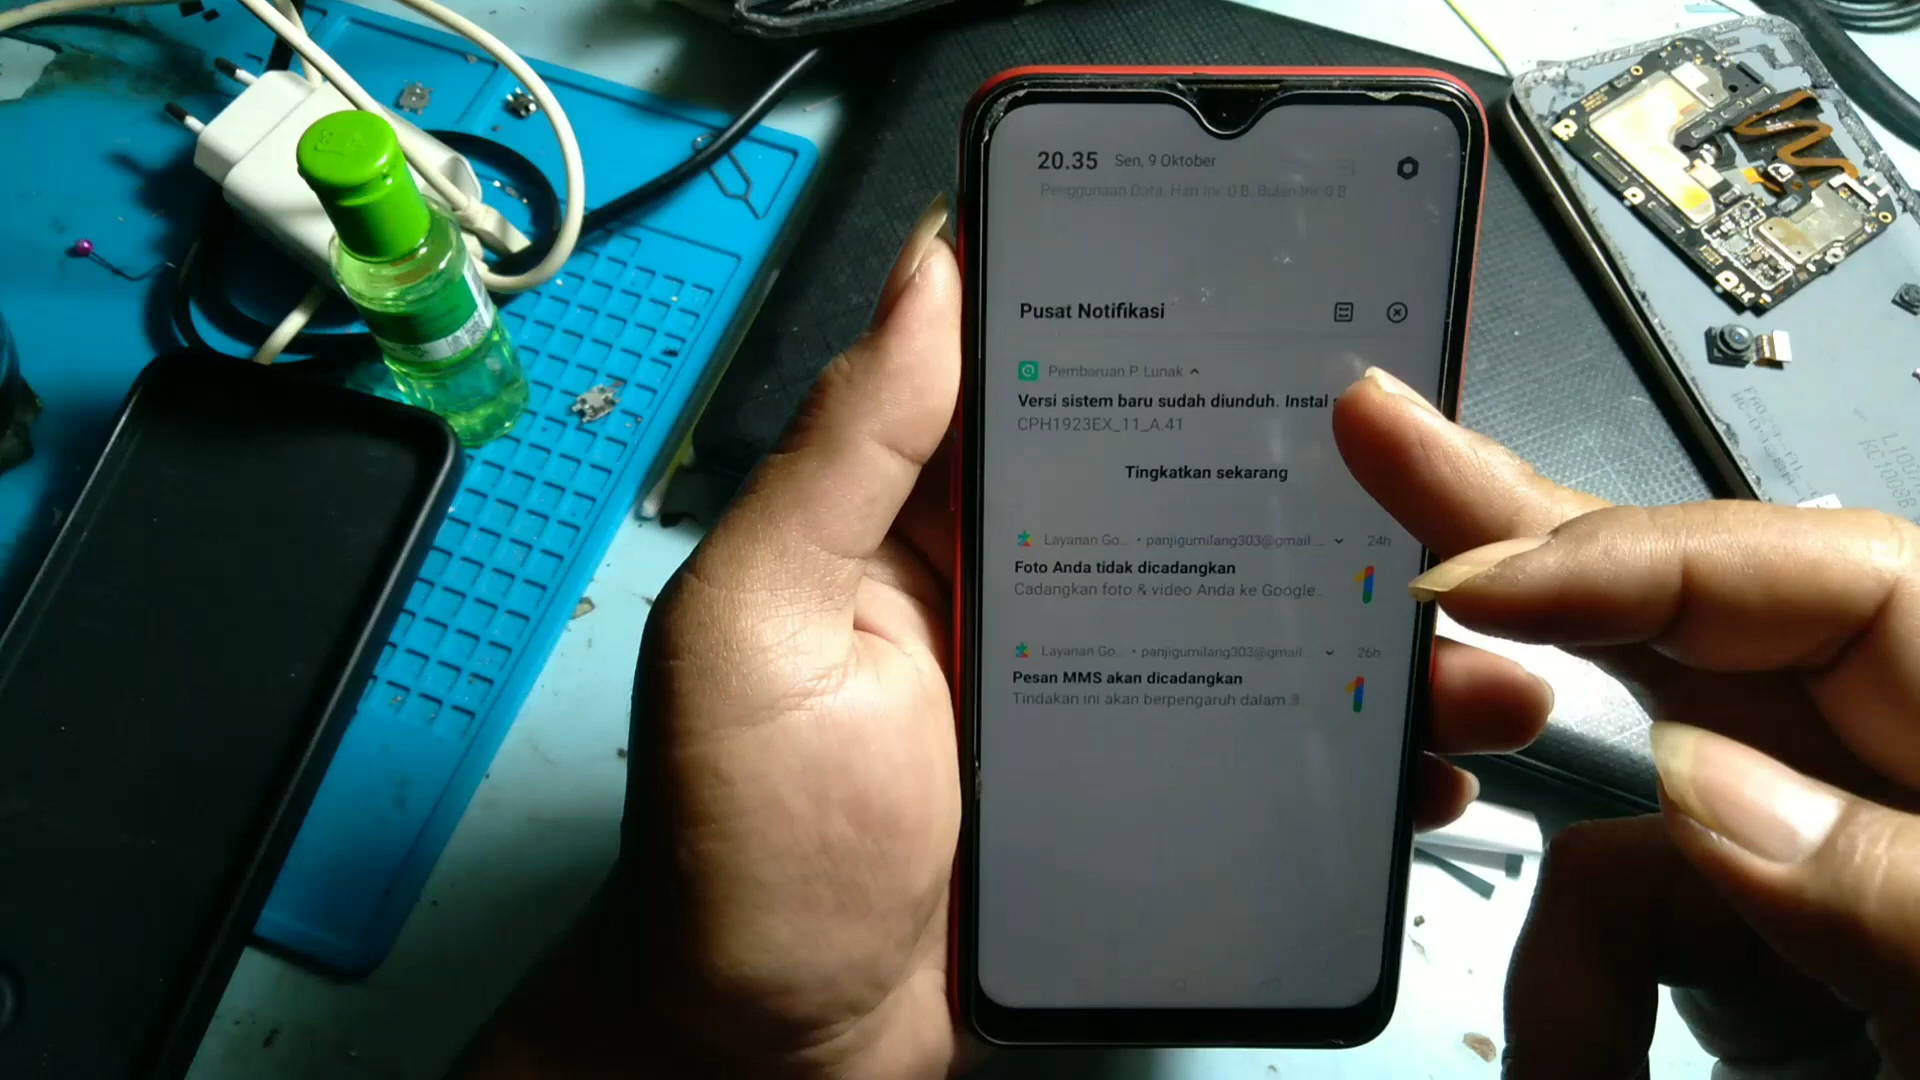 20.35 Sen, 9 Oktober
Penggunaan Data. Hari Ini: 0 B, Bulan Ini: 0 B
Pusat Notifikasi
Pembaruan P. Lunak
Versi sistem baru sudah diunduh. Instal
CPH1923EX_11_A.41
Tingkatkan sekarang
Layanan Go... • panjigumilang303@gmail.... 24h
Foto Anda tidak dicadangkan
Cadangkan foto & video Anda ke Google...
Layanan Go... • panjigumilang303@gmail... 26h
Pesan MMS akan dicadangkan
Tindakan ini akan berpengaruh dalam 3